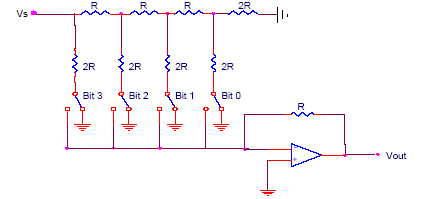 Vs R R R 2R
2R 2R 2R 2R
Bit 3 Bit 2 Bit 1 Bit 0
R
- +
Vout